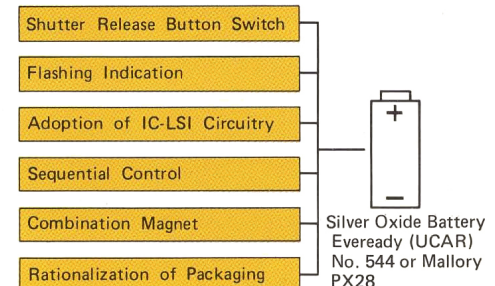 Shutter Release Button Switch
Flashing Indication
Adoption of IC-LSI Circuitry
Sequential Control
Combination Magnet
Rationalization of Packaging
+
−
Silver Oxide Battery
Eveready (UCAR)
No. 544 or Mallory
PX28